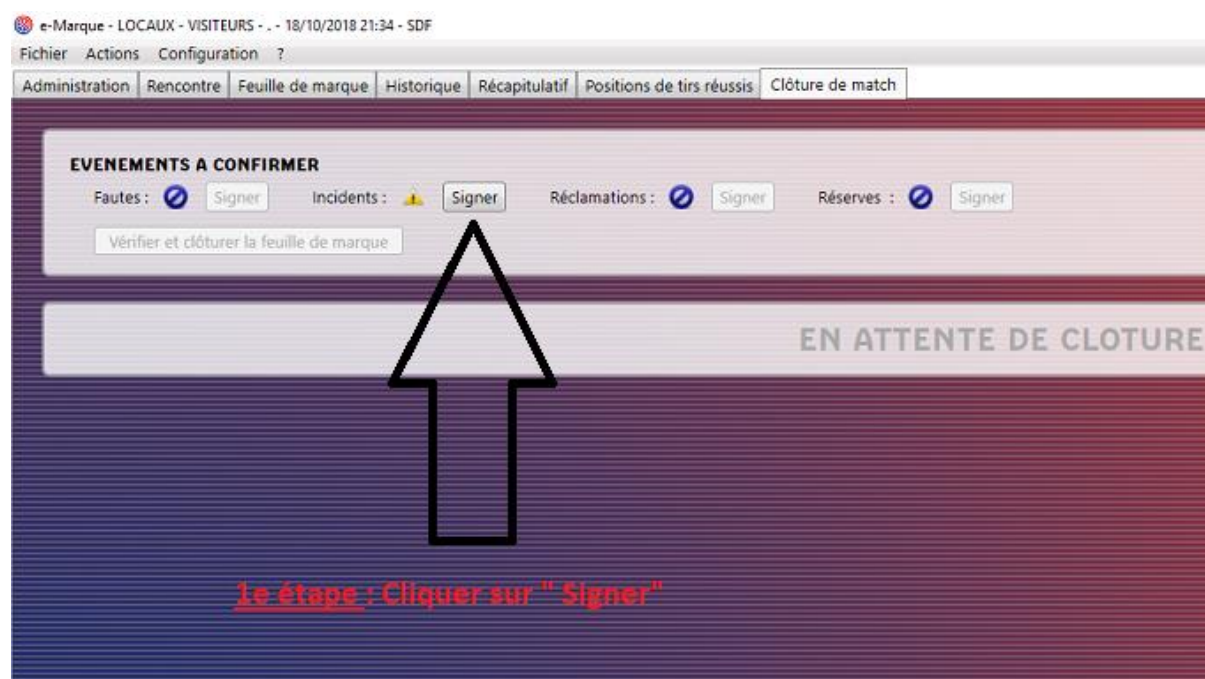 e-Marque - LOCAUX - VISITEURS - . - 18/10/2018 21:34 - SDF
Fichier Actions Configuration ?
Administration Rencontre Feuille de marque Historique Récapitulatif Positions de tirs réussis Clôture de match
EVENEMENTS A CONFIRMER
Fautes : Signer Incidents : Signer Réclamations : Signer Réserves : Signer
Vérifier et clôturer la feuille de marque
EN ATTENTE DE CLOTURE
1e étape : Cliquer sur " Signer"